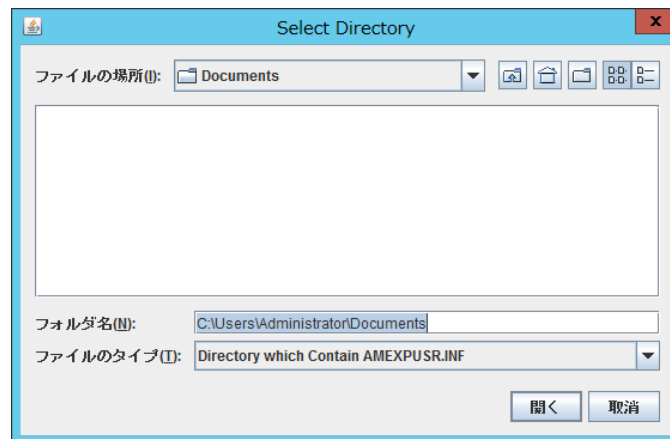 Select Directory
x
ファイルの場所(I): Documents
フォルダ名(N): C:\Users\Administrator\Documents
ファイルのタイプ(T): Directory which Contain AMEXPUSR.INF
開く 取消